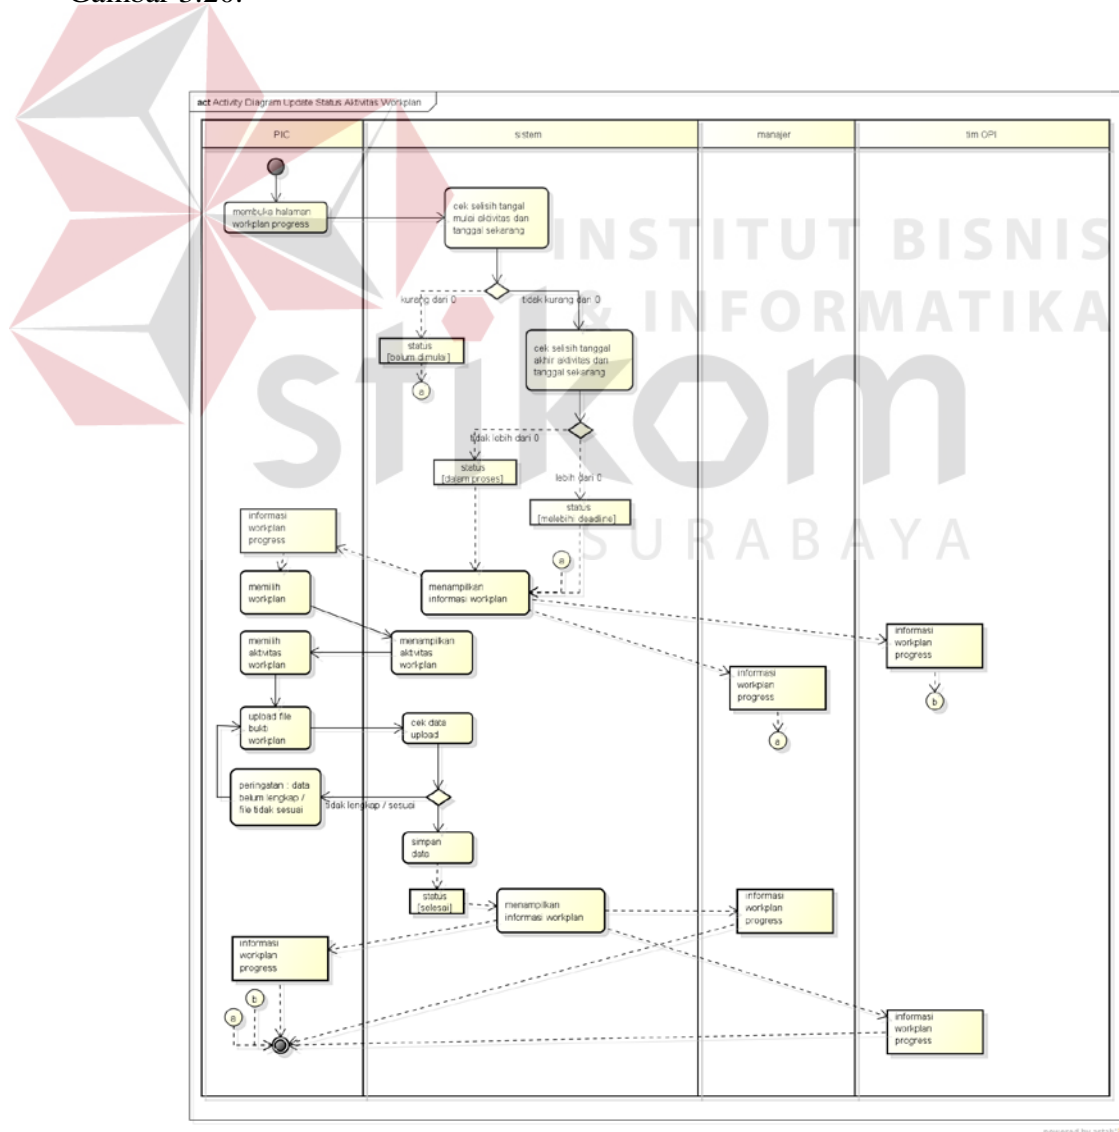 act Activity Diagram Update Status Aktivitas Workplan
PIC
sistem
manajer
tim OPI
membuka halaman
workplan progress
cek selisih tangal
mulai aktivitas dan
tanggal sekarang
INSTITUT BISNIS
& INFORMATIKA
stikom
SURABAYA
kurang dari 0
tidak kurang dari 0
status
[belum dimulai]
a
cek selisih tanggal
akhir aktivitas dan
tanggal sekarang
tidak lebih dari 0
status
[dalam proses]
lebih dari 0
status
[melebihi deadline]
informasi
workplan
progress
a
memilih
workplan
menampilkan
informasi workplan
informasi
workplan
progress
b
memilih
aktivitas
workplan
menampilkan
aktivitas
workplan
informasi
workplan
progress
a
upload file
bukti
workplan
cek data
upload
peringatan : data
belum lengkap /
file tidak sesuai
tidak lengkap / sesuai
simpan
data
status
[selesai]
menampilkan
informasi workplan
informasi
workplan
progress
informasi
workplan
progress
b
a
informasi
workplan
progress